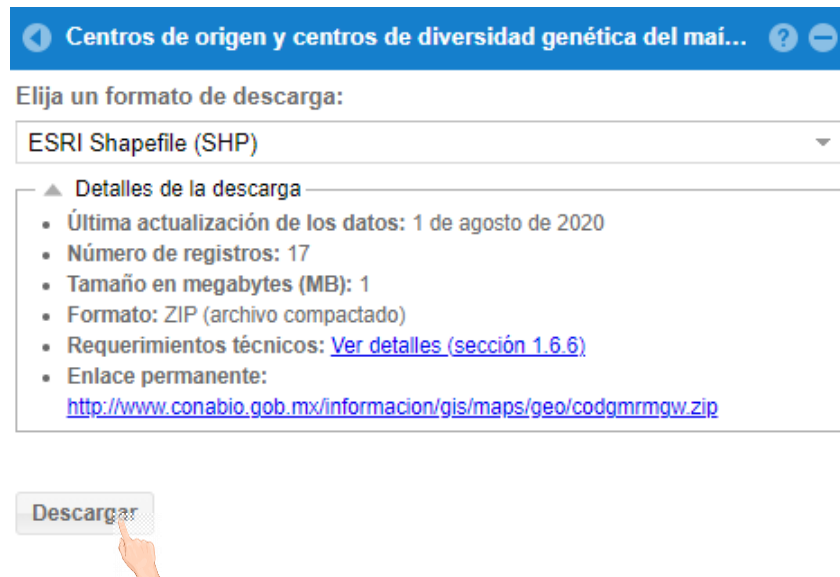 Centros de origen y centros de diversidad genética del maí...
Elija un formato de descarga:
ESRI Shapefile (SHP)
Detalles de la descarga
Última actualización de los datos: 1 de agosto de 2020
Número de registros: 17
Tamaño en megabytes (MB): 1
Formato: ZIP (archivo compactado)
Requerimientos técnicos: Ver detalles (sección 1.6.6)
Enlace permanente:
http://www.conabio.gob.mx/informacion/gis/maps/geo/codgmrmgw.zip
Descargar